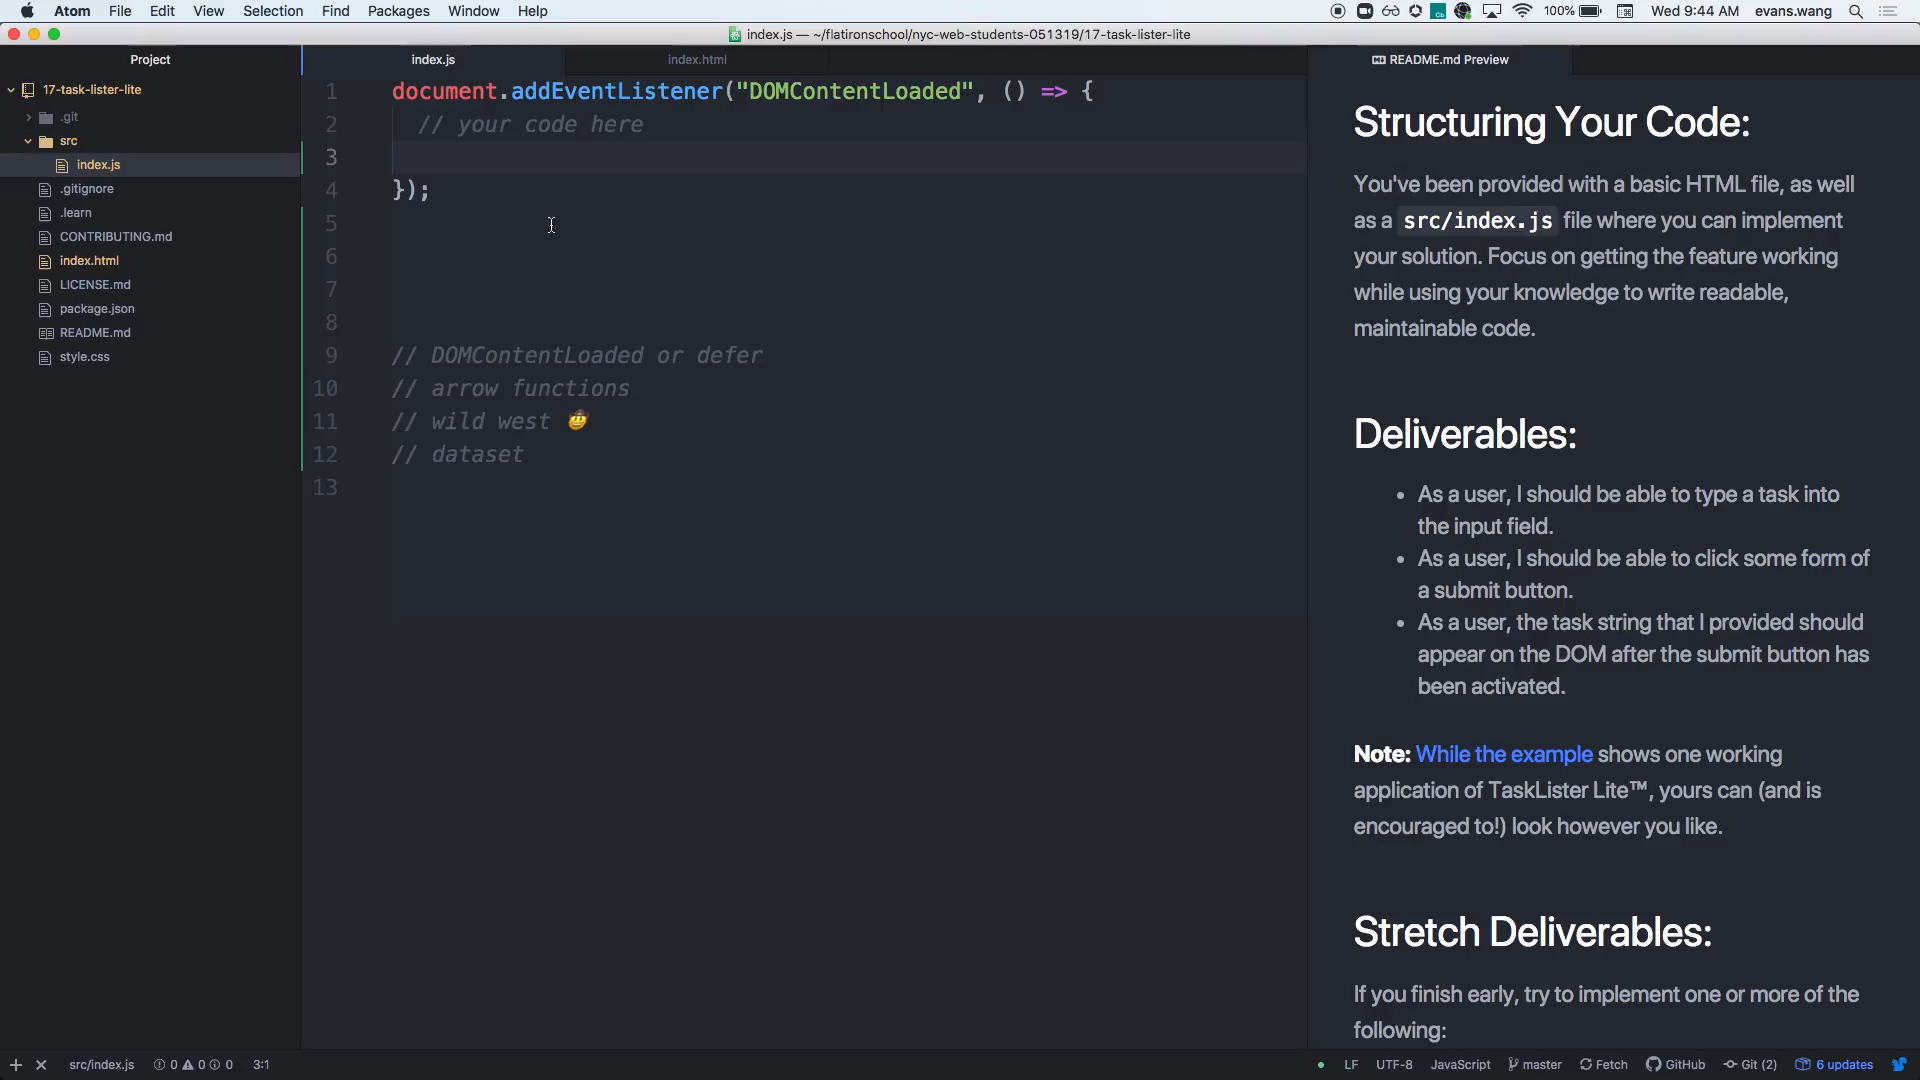 Atom File Edit View Selection Find Packages Window Help 100% Wed 9:44 AM evans.wang
index.js — ~/flatironschool/nyc-web-students-051319/17-task-lister-lite
Project
17-task-lister-lite
.git
src
index.js
.gitignore
.learn
CONTRIBUTING.md
index.html
LICENSE.md
package.json
README.md
style.css
index.js index.html
1 document.addEventListener("DOMContentLoaded", () => {
2 // your code here
3
4 });
5
6
7
8
9 // DOMContentLoaded or defer
10 // arrow functions
11 // wild west 🤠
12 // dataset
13
README.md Preview
Structuring Your Code:
You've been provided with a basic HTML file, as well
as a src/index.js file where you can implement
your solution. Focus on getting the feature working
while using your knowledge to write readable,
maintainable code.
Deliverables:
• As a user, I should be able to type a task into
the input field.
• As a user, I should be able to click some form of
a submit button.
• As a user, the task string that I provided should
appear on the DOM after the submit button has
been activated.
Note: While the example shows one working
application of TaskLister Lite™, yours can (and is
encouraged to!) look however you like.
Stretch Deliverables:
If you finish early, try to implement one or more of the
following:
src/index.js 0 0 0 3:1 LF UTF-8 JavaScript master Fetch GitHub Git (2) 6 updates